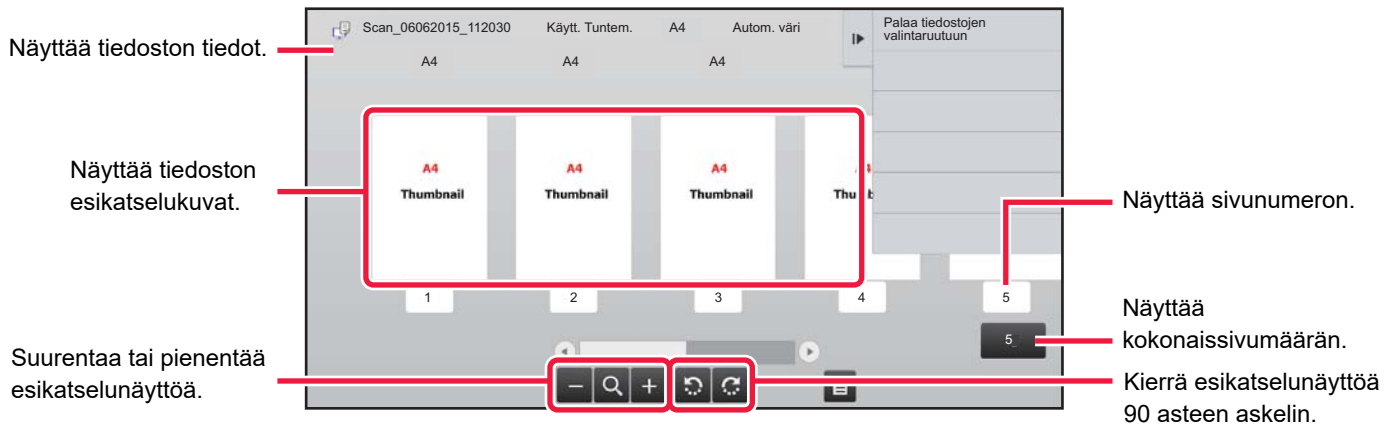 Näyttää tiedoston tiedot.
Scan_06062015_112030 Käytt. Tuntem. A4 Autom. väri
Palaa tiedostojen
valintaruutuun
A4 A4 A4
Näyttää tiedoston
esikatselukuvat.
A4 A4 A4
Thumbnail Thumbnail Thumbnail
Näyttää sivunumeron.
1 2 3 4 5
Näyttää
kokonaissivumäärän.
5
Suurentaa tai pienentää
esikatselunäyttöä.
Kierrä esikatselunäyttöä
90 asteen askelin.